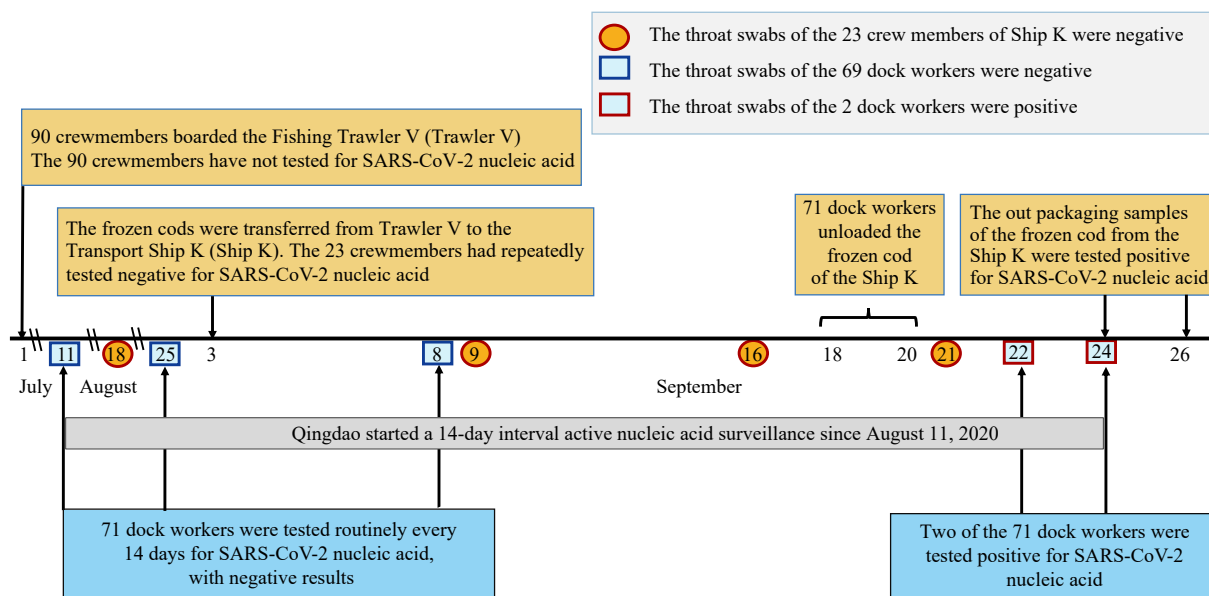 The throat swabs of the 23 crew members of Ship K were negative
The throat swabs of the 69 dock workers were negative
The throat swabs of the 2 dock workers were positive
90 crewmembers boarded the Fishing Trawler V (Trawler V)
The 90 crewmembers have not tested for SARS-CoV-2 nucleic acid
The frozen cods were transferred from Trawler V to the
Transport Ship K (Ship K). The 23 crewmembers had repeatedly
tested negative for SARS-CoV-2 nucleic acid
71 dock workers
unloaded the
frozen cod
of the Ship K
The out packaging samples
of the frozen cod from the
Ship K were tested positive
for SARS-CoV-2 nucleic acid
1 11 18 25 3 8 9 16 18 20 21 22 24 26
July August September
Qingdao started a 14-day interval active nucleic acid surveillance since August 11, 2020
71 dock workers were tested routinely every
14 days for SARS-CoV-2 nucleic acid,
with negative results
Two of the 71 dock workers were
tested positive for SARS-CoV-2
nucleic acid